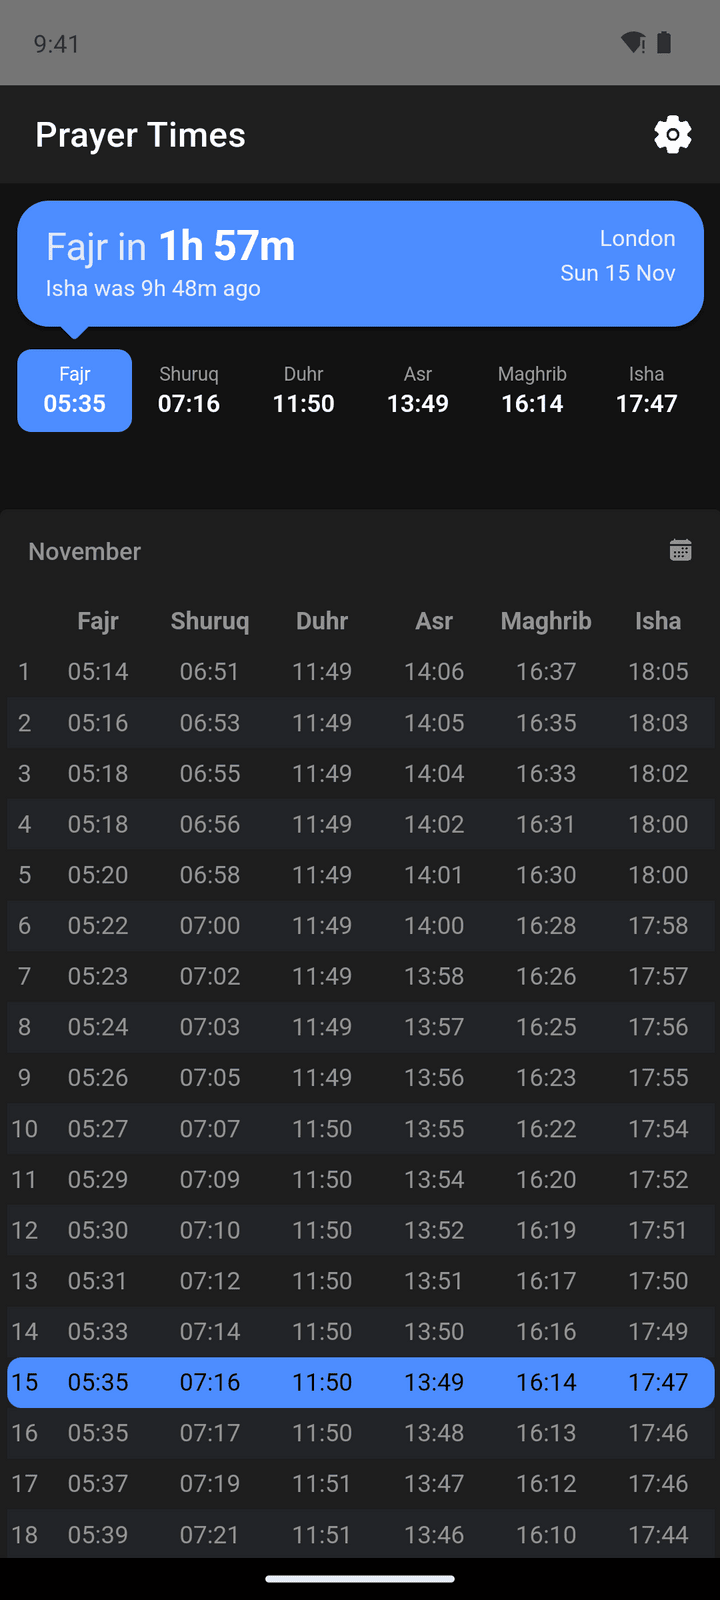 9:41
Prayer Times
Fajr in 1h 57m
Isha was 9h 48m ago
London
Sun 15 Nov
Fajr Shuruq Duhr Asr Maghrib Isha
05:35 07:16 11:50 13:49 16:14 17:47
November
Fajr Shuruq Duhr Asr Maghrib Isha
1 05:14 06:51 11:49 14:06 16:37 18:05
2 05:16 06:53 11:49 14:05 16:35 18:03
3 05:18 06:55 11:49 14:04 16:33 18:02
4 05:18 06:56 11:49 14:02 16:31 18:00
5 05:20 06:58 11:49 14:01 16:30 18:00
6 05:22 07:00 11:49 14:00 16:28 17:58
7 05:23 07:02 11:49 13:58 16:26 17:57
8 05:24 07:03 11:49 13:57 16:25 17:56
9 05:26 07:05 11:49 13:56 16:23 17:55
10 05:27 07:07 11:50 13:55 16:22 17:54
11 05:29 07:09 11:50 13:54 16:20 17:52
12 05:30 07:10 11:50 13:52 16:19 17:51
13 05:31 07:12 11:50 13:51 16:17 17:50
14 05:33 07:14 11:50 13:50 16:16 17:49
15 05:35 07:16 11:50 13:49 16:14 17:47
16 05:35 07:17 11:50 13:48 16:13 17:46
17 05:37 07:19 11:51 13:47 16:12 17:46
18 05:39 07:21 11:51 13:46 16:10 17:44